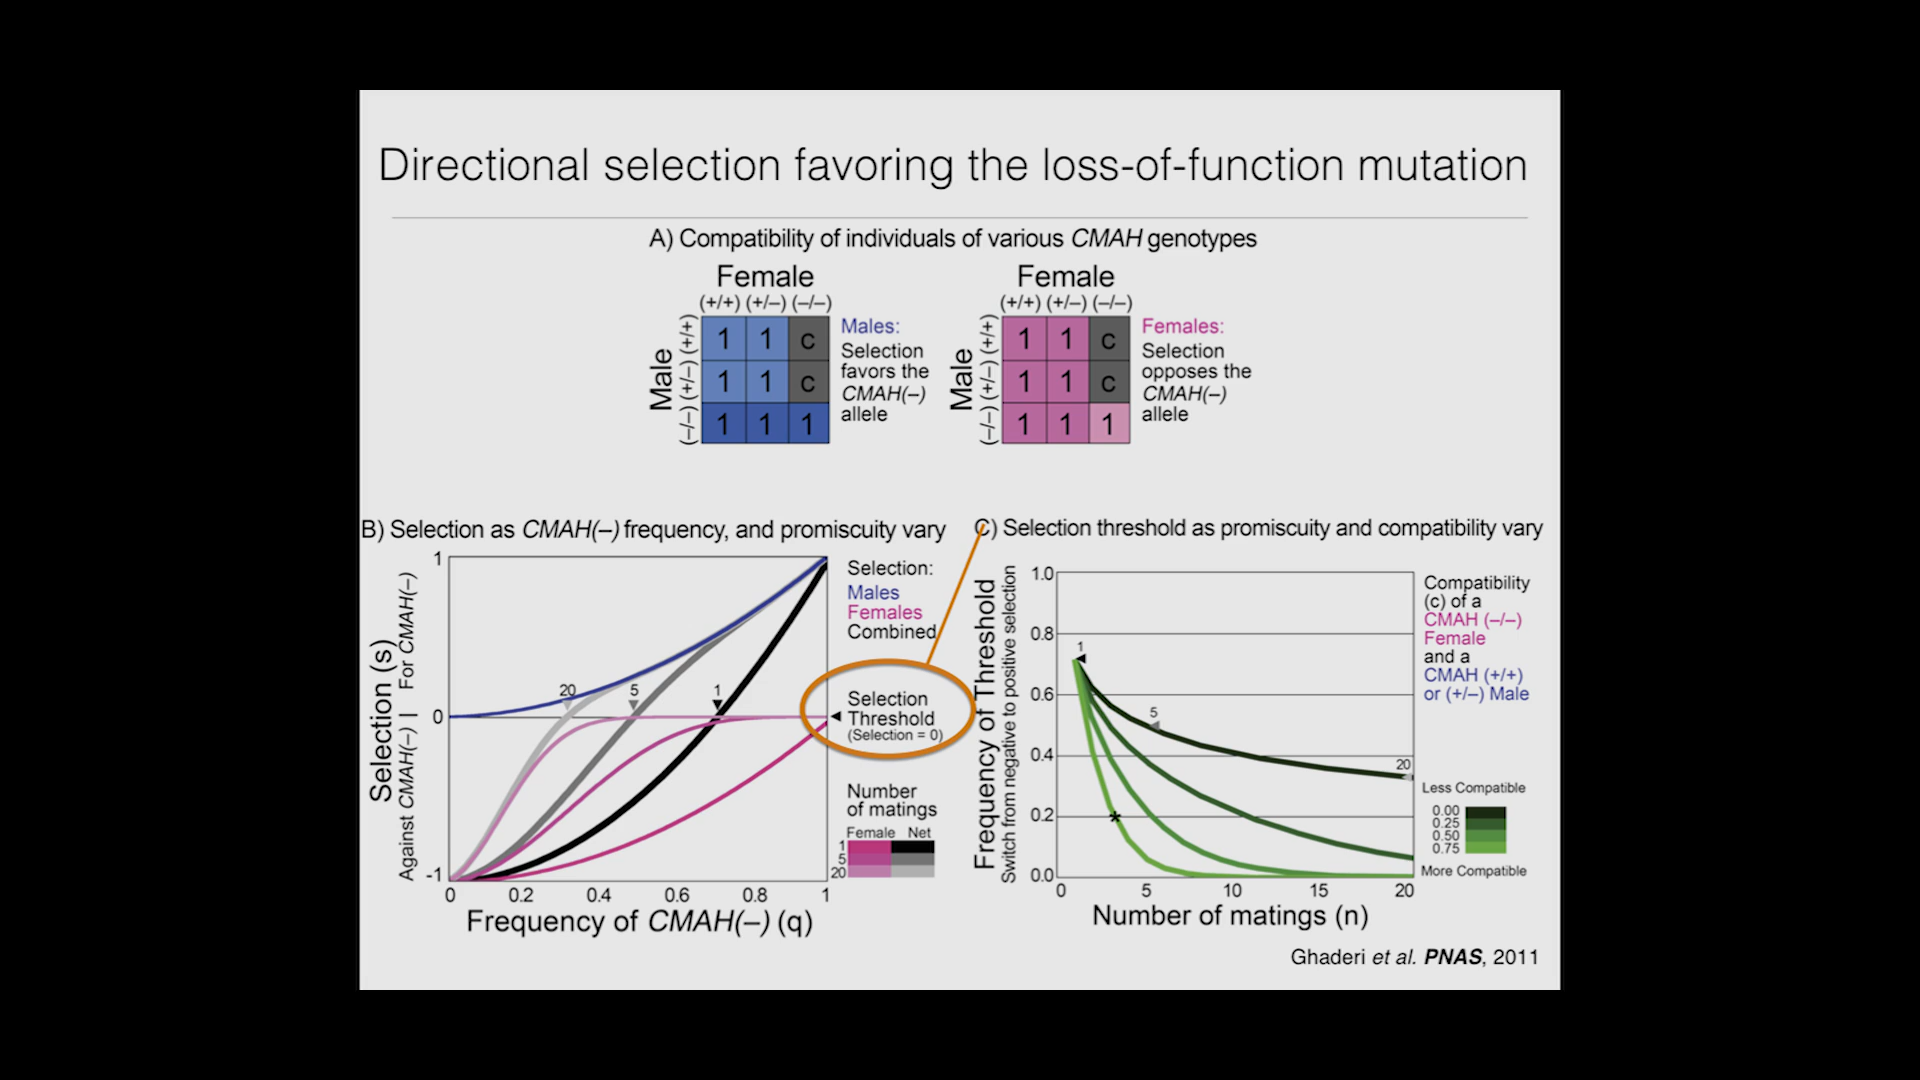 Directional selection favoring the loss-of-function mutation
A) Compatibility of individuals of various CMAH genotypes
Female
(+/+) (+/–) (–/–)
Male
(+/+)
(+/–)
(–/–)
1 1 c
1 1 c
1 1 1
Males:
Selection
favors the
CMAH(–)
allele
Female
(+/+) (+/–) (–/–)
Male
(+/+)
(+/–)
(–/–)
1 1 c
1 1 c
1 1 1
Females:
Selection
opposes the
CMAH(–)
allele
B) Selection as CMAH(–) frequency, and promiscuity vary
Selection (s)
Against CMAH(–) | For CMAH(–)
1
0
-1
20
5
1
0 0.2 0.4 0.6 0.8 1
Frequency of CMAH(–) (q)
Selection:
Males
Females
Combined
Selection
Threshold
(Selection = 0)
Number
of matings
Female Net
1
5
20
C) Selection threshold as promiscuity and compatibility vary
Frequency of Threshold
Switch from negative to positive selection
1.0
0.8
0.6
0.4
0.2
0.0
1
5
20
*
0 5 10 15 20
Number of matings (n)
Compatibility
(c) of a
CMAH (–/–)
Female
and a
CMAH (+/+)
or (+/–) Male
Less Compatible
0.00
0.25
0.50
0.75
More Compatible
Ghaderi et al. PNAS, 2011